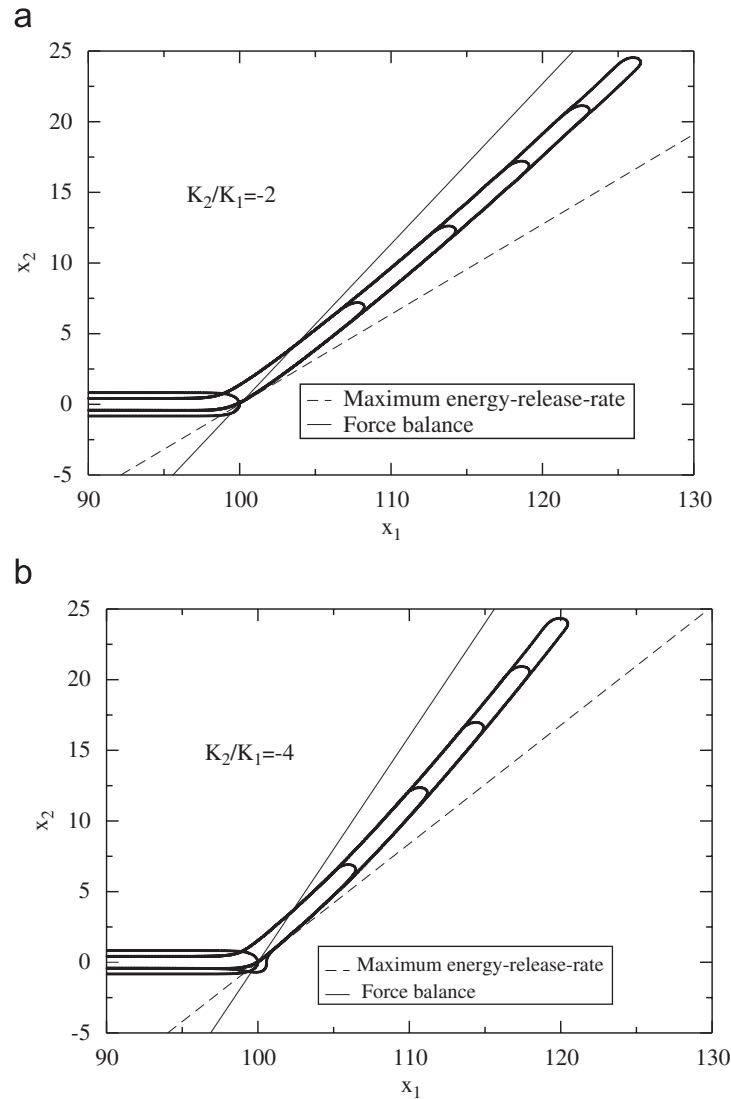 a
25
20
15
10
5
0
-5
x2
K2/K1=-2
Maximum energy-release-rate
Force balance
90 100 110 120 130
x1
b
25
20
15
10
5
0
-5
x2
K2/K1=-4
Maximum energy-release-rate
Force balance
90 100 110 120 130
x1